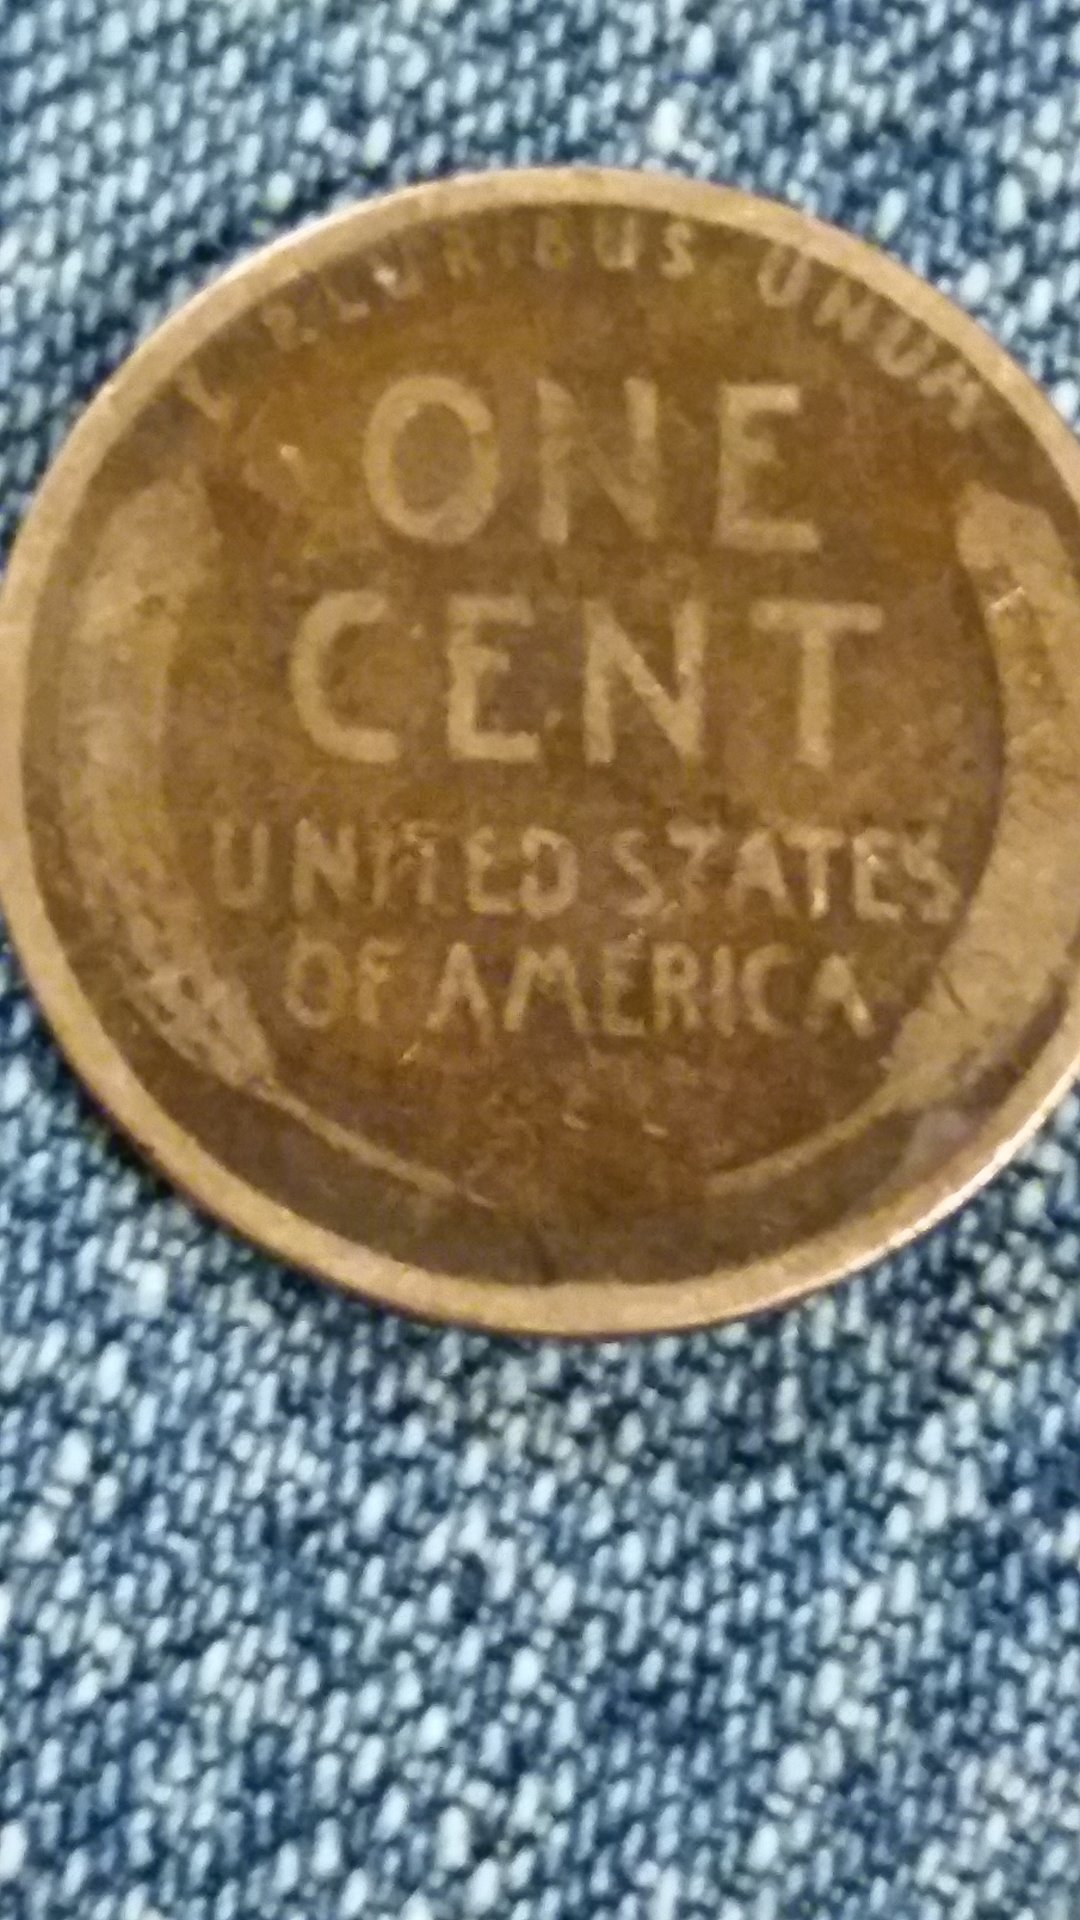 E PLURIBUS UNUM
ONE
CENT
UNITED STATES
OF AMERICA